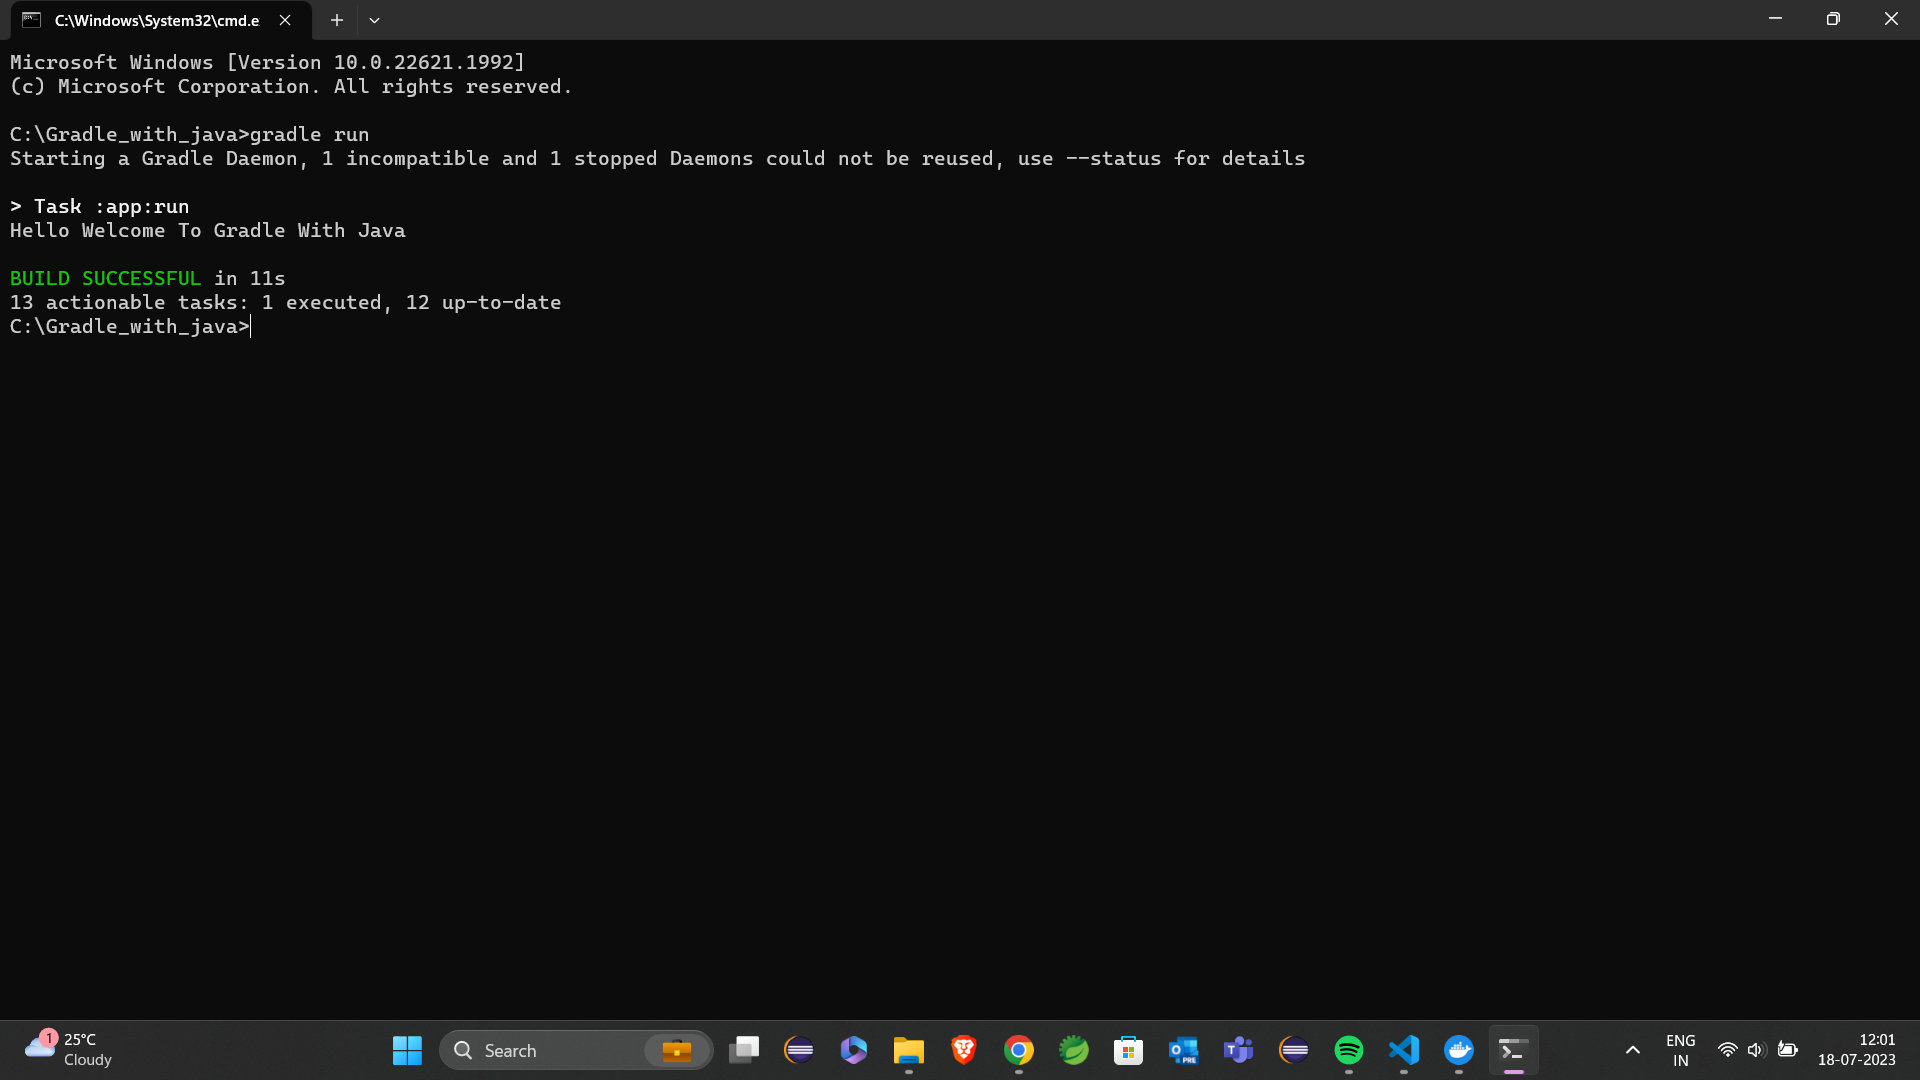 C:\Windows\System32\cmd.e
Microsoft Windows [Version 10.0.22621.1992]
(c) Microsoft Corporation. All rights reserved.
C:\Gradle_with_java>gradle run
Starting a Gradle Daemon, 1 incompatible and 1 stopped Daemons could not be reused, use --status for details
> Task :app:run
Hello Welcome To Gradle With Java
BUILD SUCCESSFUL in 11s
13 actionable tasks: 1 executed, 12 up-to-date
C:\Gradle_with_java>
1
25°C
Cloudy
Search
PRE
ENG
IN
12:01
18-07-2023